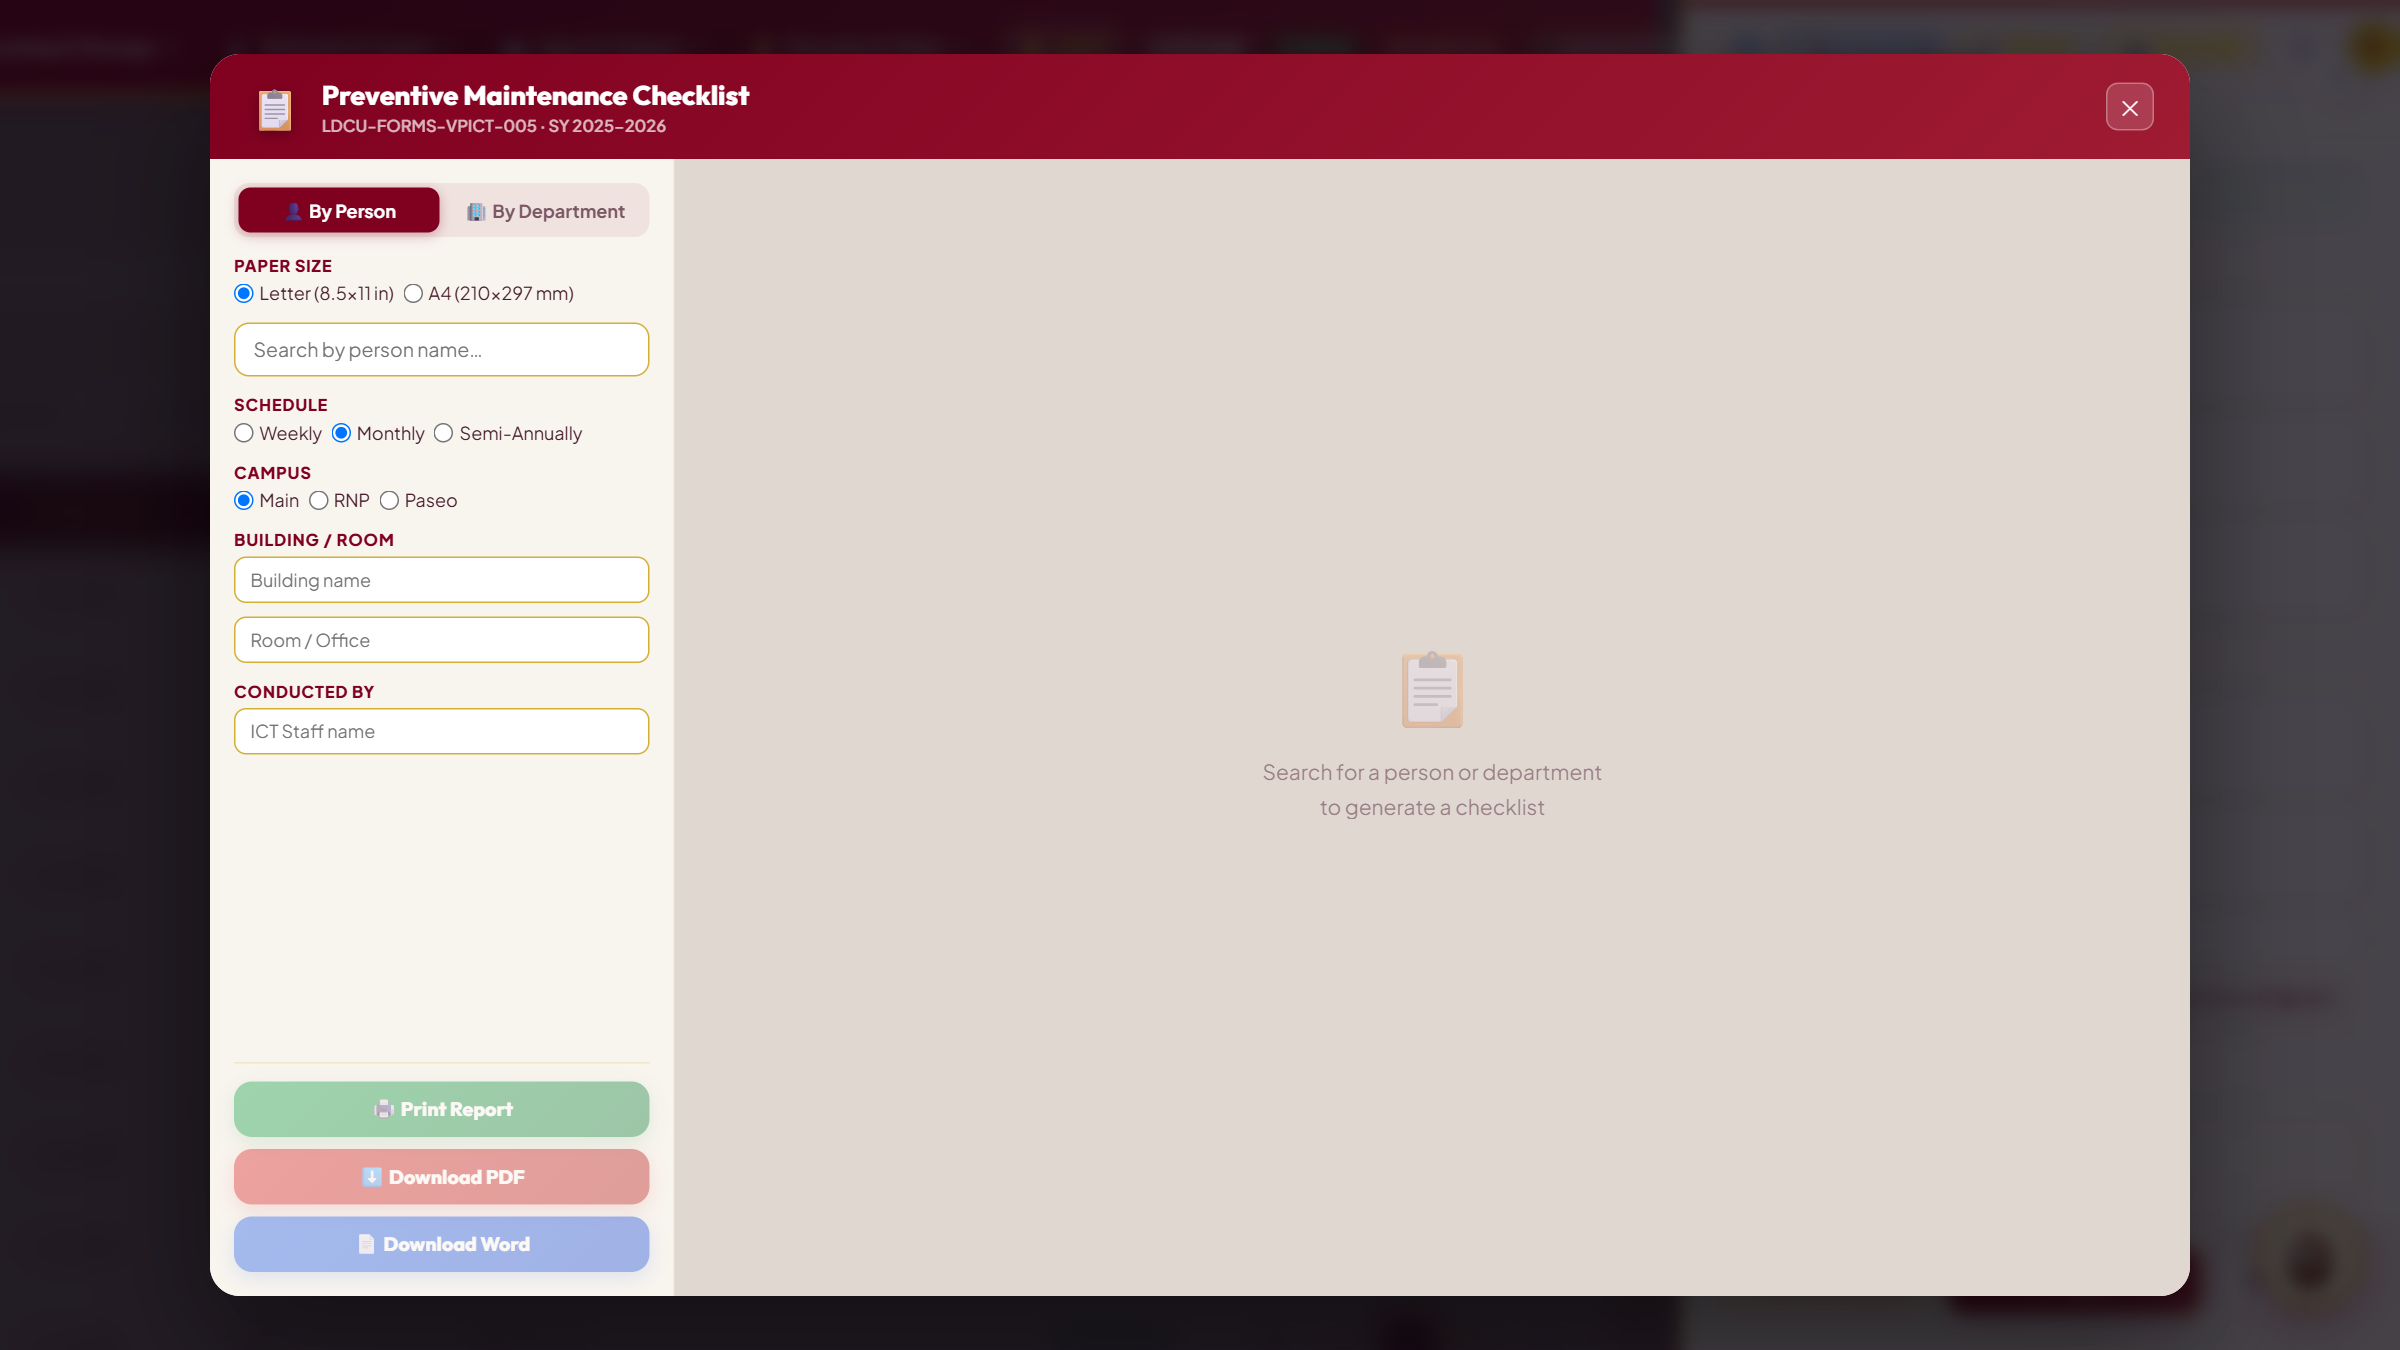 Preventive Maintenance Checklist
LDCU-FORMS-VPICT-005 · SY 2025–2026
By Person
By Department
PAPER SIZE
Letter (8.5×11 in)
A4 (210×297 mm)
Search by person name...
SCHEDULE
Weekly
Monthly
Semi-Annually
CAMPUS
Main
RNP
Paseo
BUILDING / ROOM
Building name
Room / Office
CONDUCTED BY
ICT Staff name
Print Report
Download PDF
Download Word
Search for a person or department
to generate a checklist